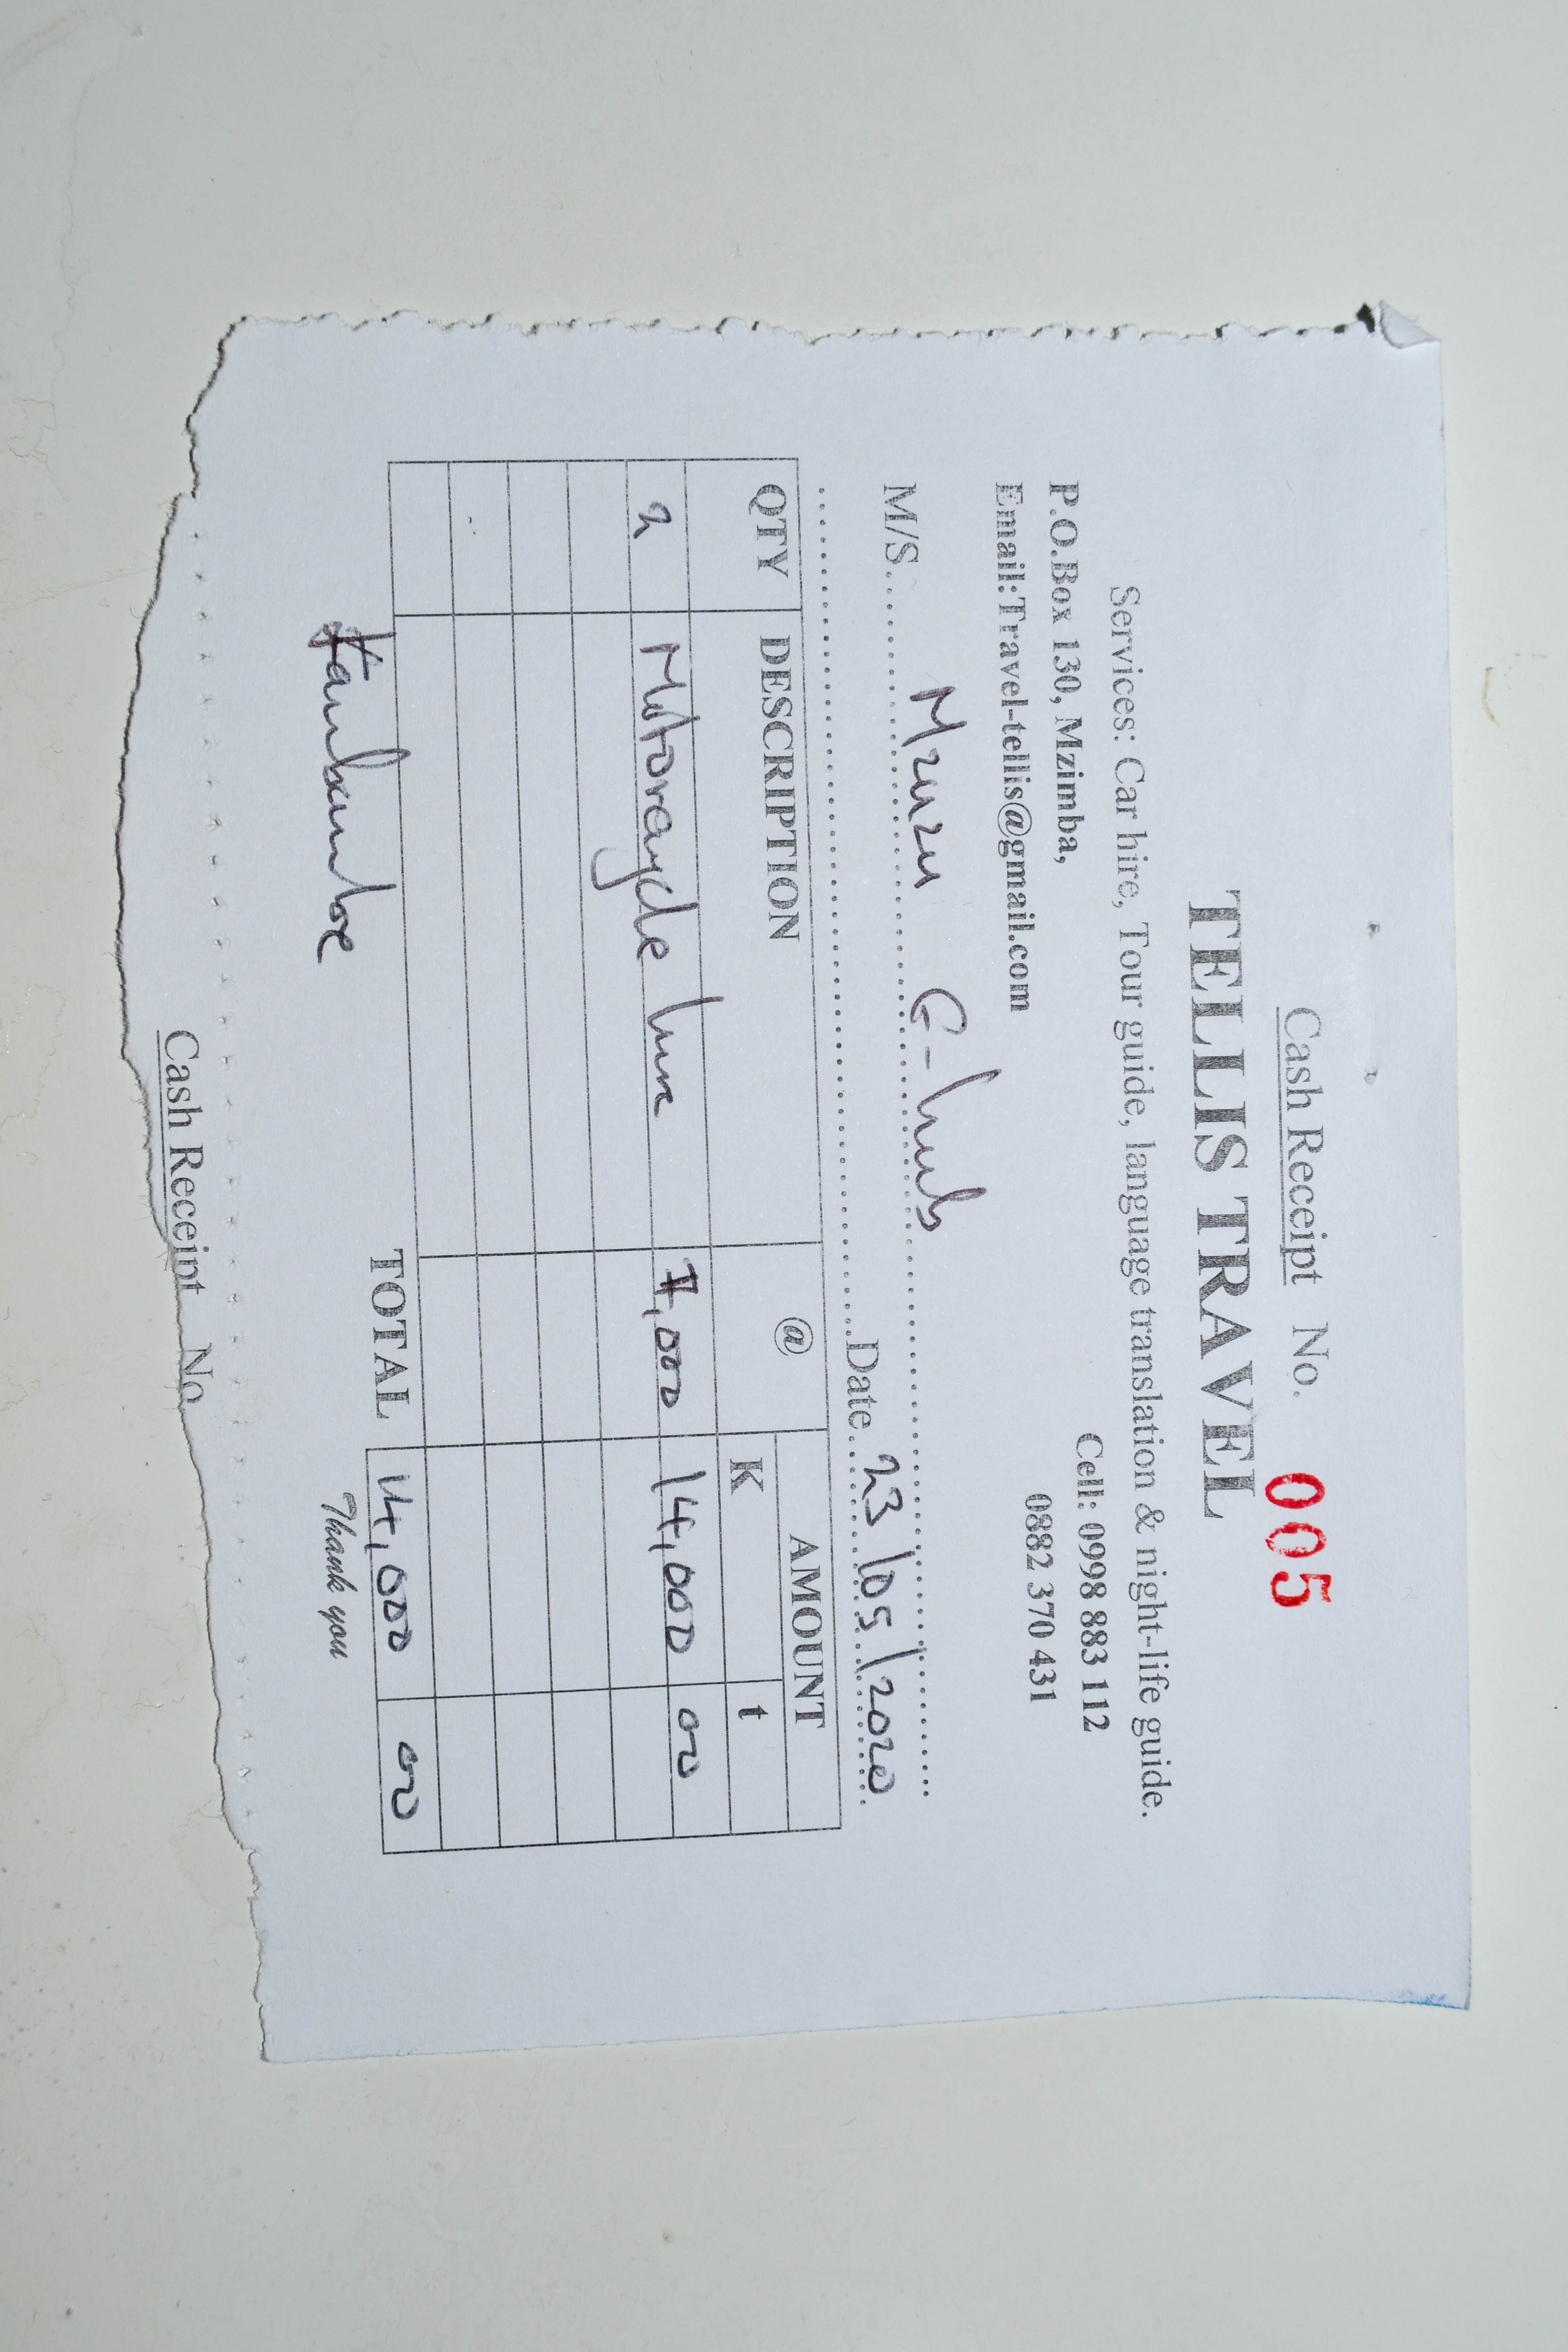 Cash Receipt No. 005
TELLIS TRAVEL
Services: Car hire, Tour guide, language translation & night-life guide.
P.O.Box 130, Mzimba, Cell: 0998 883 112
Email:Travel-tellis@gmail.com 0882 370 431
M/S Mzuzu E-hub
Date 23/05/2020
QTY DESCRIPTION @ AMOUNT
K t
2 Motorcycle hire 7,000 14,000 00
TOTAL 14,000 00
Thank you
Cash Receipt No